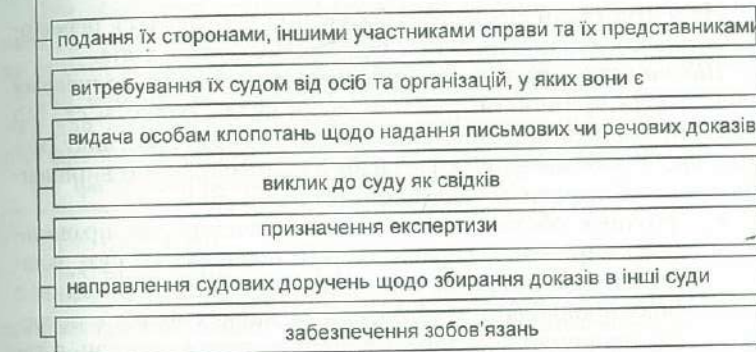 подання їх сторонами, іншими учасниками справи та їх представниками
витребування їх судом від осіб та організацій, у яких вони є
видача особам клопотань щодо надання письмових чи речових доказів
виклик до суду як свідків
призначення експертизи
направлення судових доручень щодо збирання доказів в інші суди
забезпечення зобов'язань